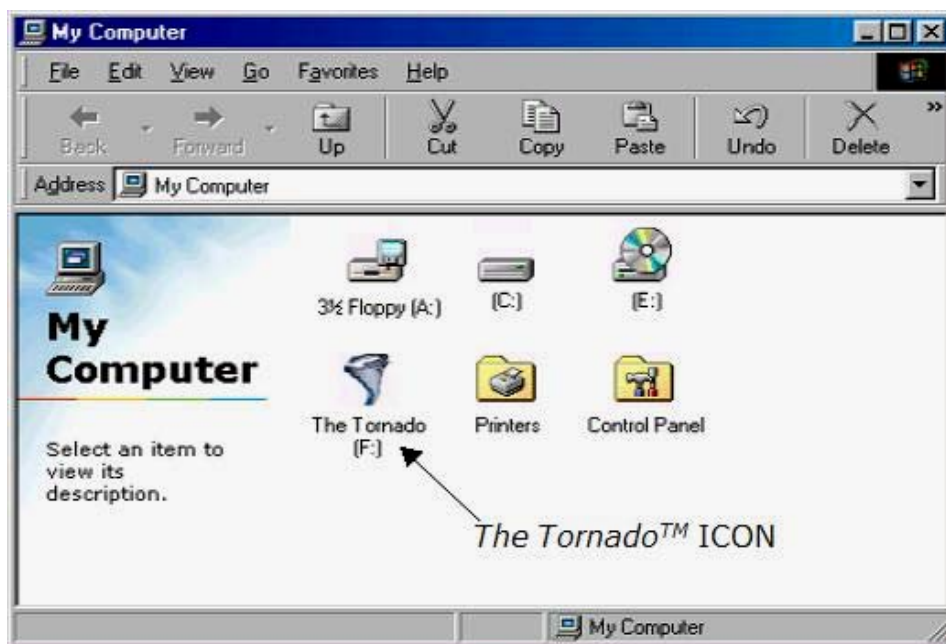 My Computer
File Edit View Go Favorites Help
Back Forward Up Cut Copy Paste Undo Delete »
Address My Computer
3½ Floppy (A:) (C:) (E:)
My
Computer
The Tornado Printers Control Panel
(F:)
Select an item to
view its
description.
The Tornado™ ICON
My Computer